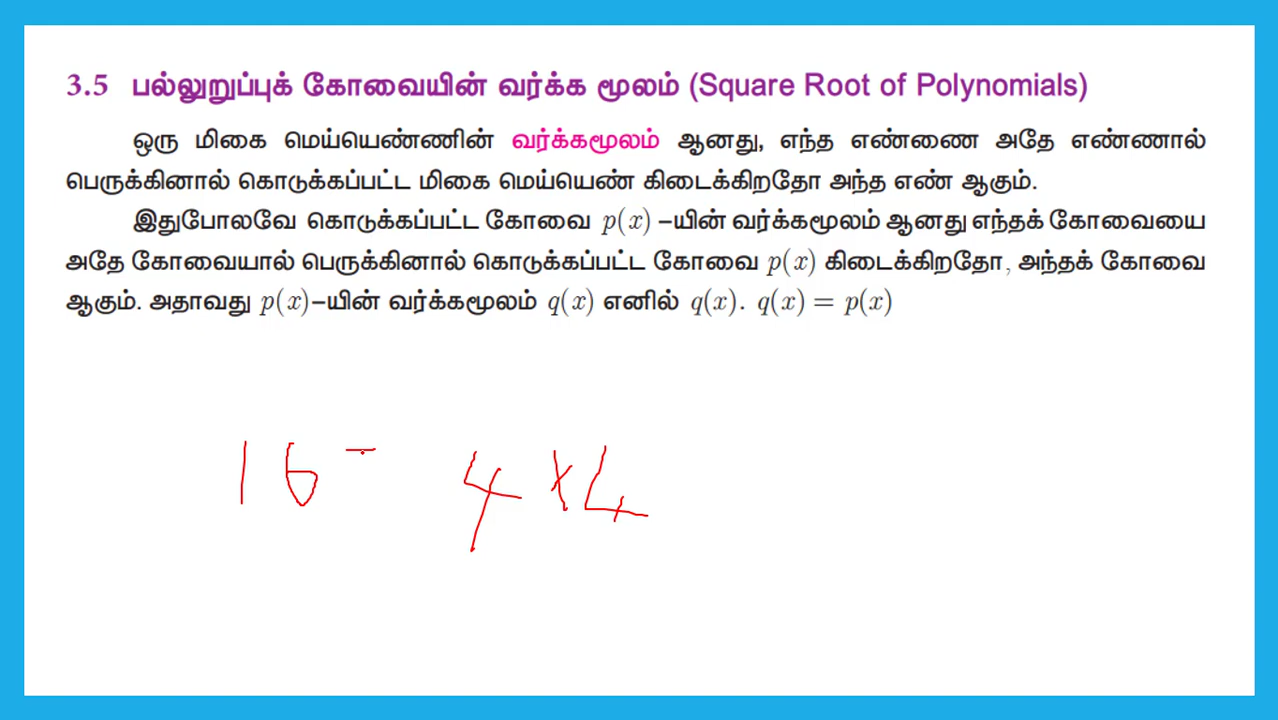 3.5 பல்லுறுப்புக் கோவையின் வர்க்க மூலம் (Square Root of Polynomials)
ஒரு மிகை மெய்யெண்ணின் வர்க்கமூலம் ஆனது, எந்த எண்ணை அதே எண்ணால்
பெருக்கினால் கொடுக்கப்பட்ட மிகை மெய்யெண் கிடைக்கிறதோ அந்த எண் ஆகும்.
இதுபோலவே கொடுக்கப்பட்ட கோவை p(x) –யின் வர்க்கமூலம் ஆனது எந்தக் கோவையை
அதே கோவையால் பெருக்கினால் கொடுக்கப்பட்ட கோவை p(x) கிடைக்கிறதோ, அந்தக் கோவை
ஆகும். அதாவது p(x)–யின் வர்க்கமூலம் q(x) எனில் q(x). q(x) = p(x)
16 - 4 x 4